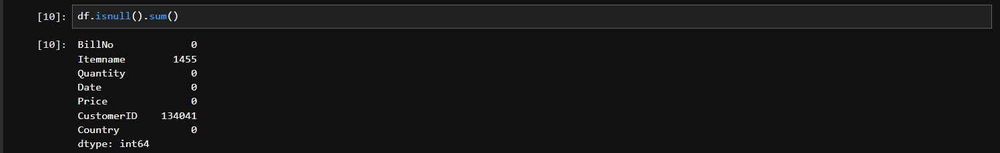 [10]: df.isnull().sum()
[10]: BillNo 0
Itemname 1455
Quantity 0
Date 0
Price 0
CustomerID 134041
Country 0
dtype: int64